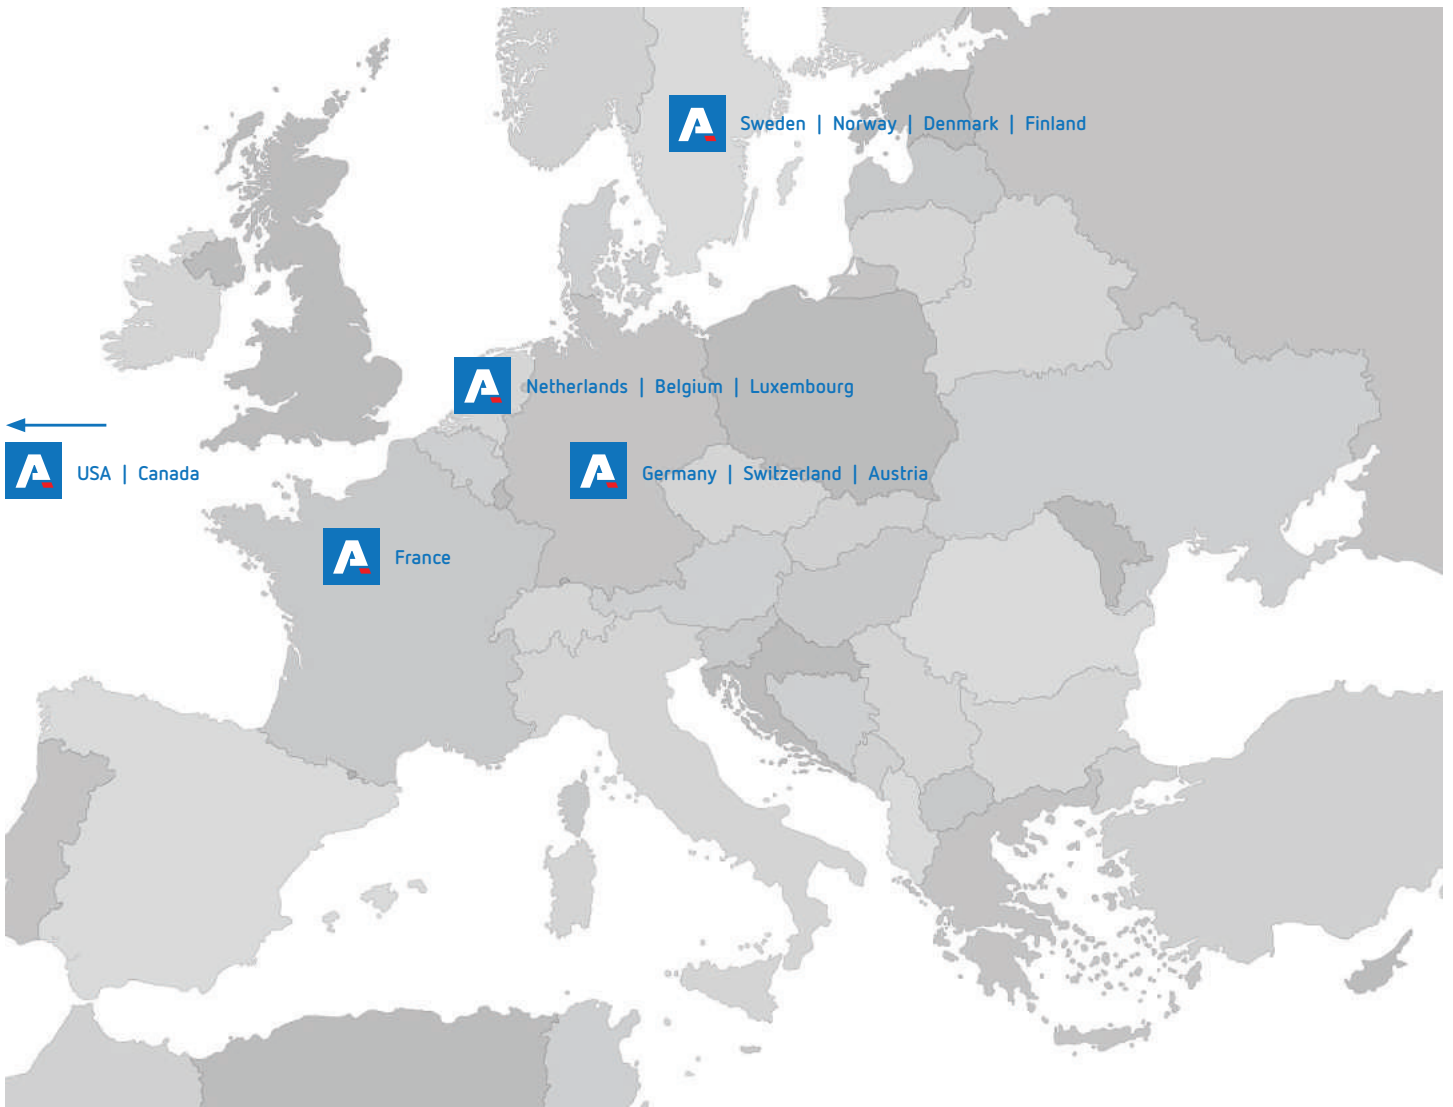 Sweden | Norway | Denmark | Finland
Netherlands | Belgium | Luxembourg
USA | Canada
Germany | Switzerland | Austria
France